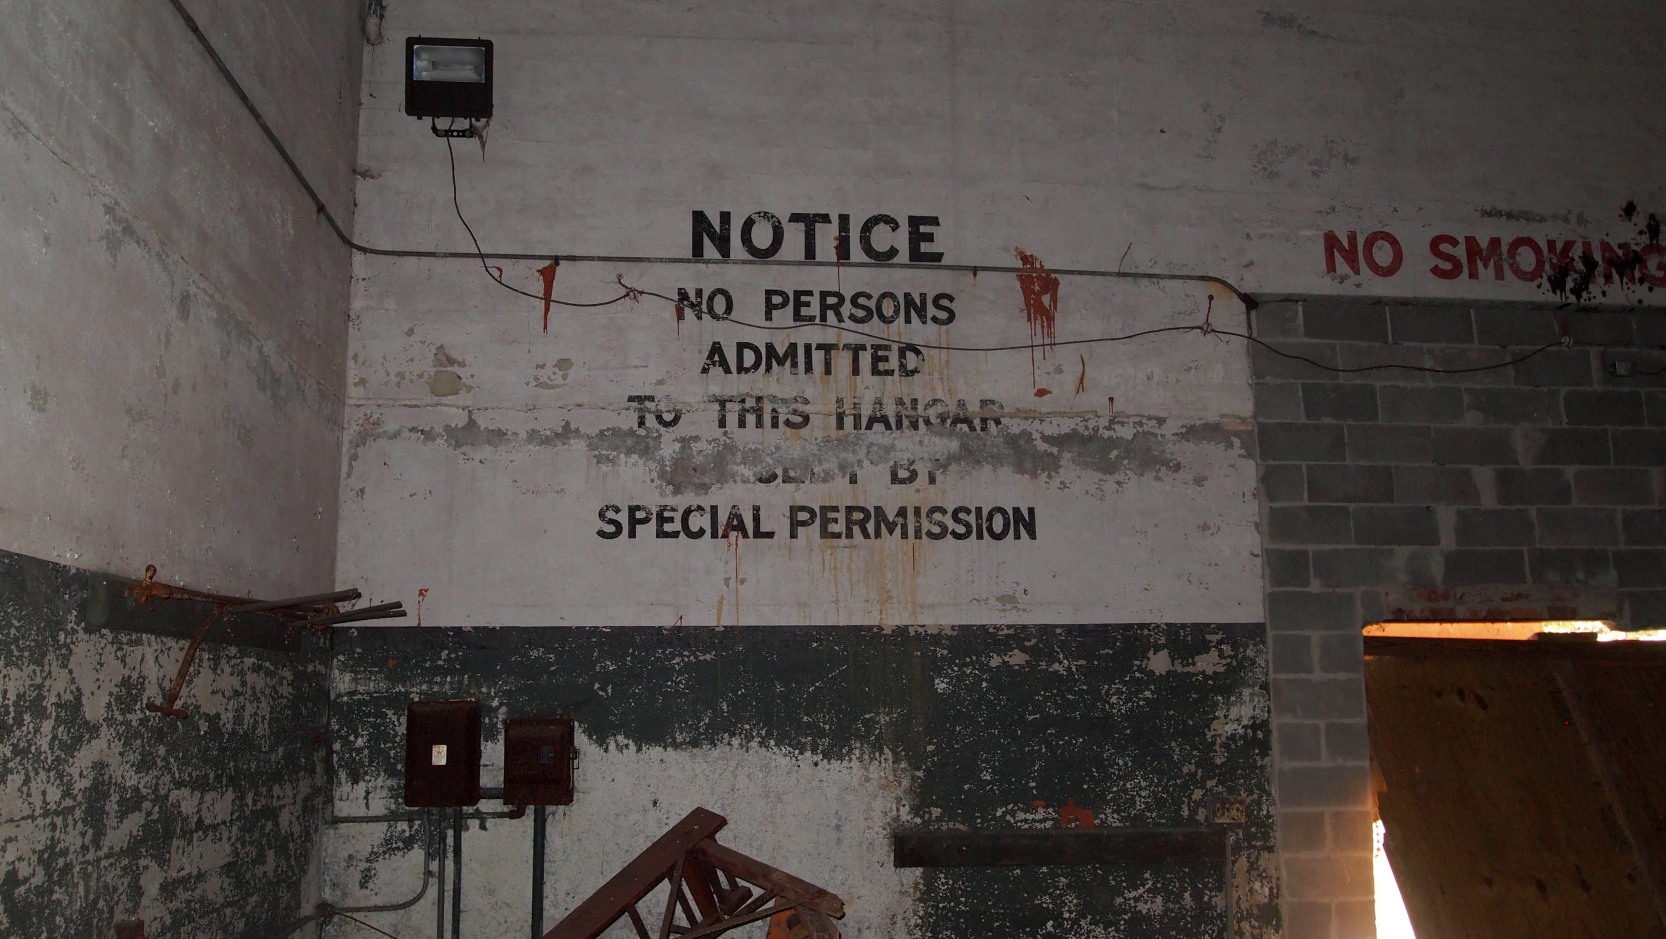 NOTICE
NO PERSONS
ADMITTED
TO THIS HANGAR
BY
SPECIAL PERMISSION
NO SMOKING